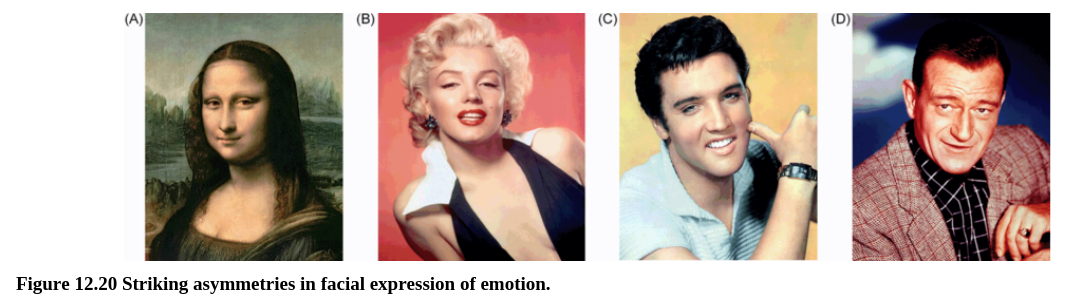 (A) (B) (C) (D)
Figure 12.20 Striking asymmetries in facial expression of emotion.